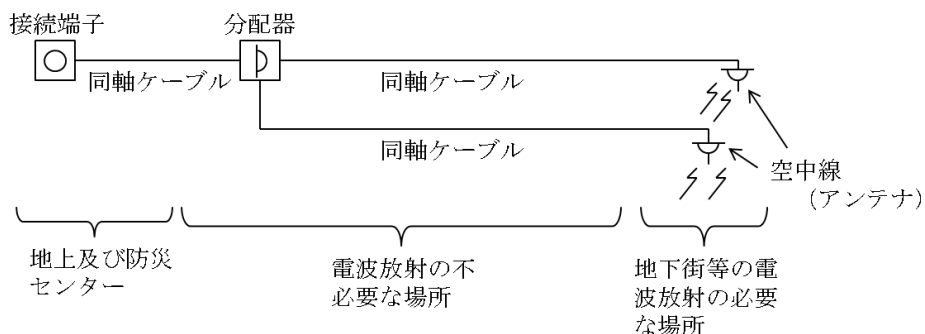 接続端子
分配器
同軸ケーブル
同軸ケーブル
同軸ケーブル
空中線
（アンテナ）
地上及び防災
センター
電波放射の不
必要な場所
地下街等の電
波放射の必要
な場所